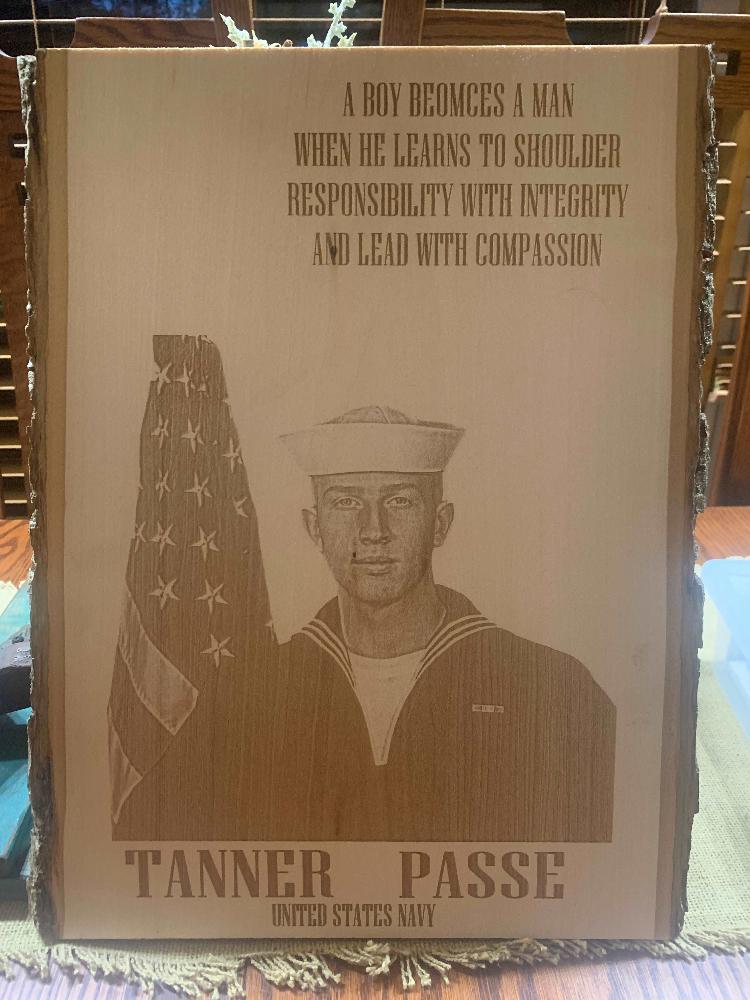 A BOY BEOMCES A MAN
WHEN HE LEARNS TO SHOULDER
RESPONSIBILITY WITH INTEGRITY
AND LEAD WITH COMPASSION
TANNER PASSE
UNITED STATES NAVY